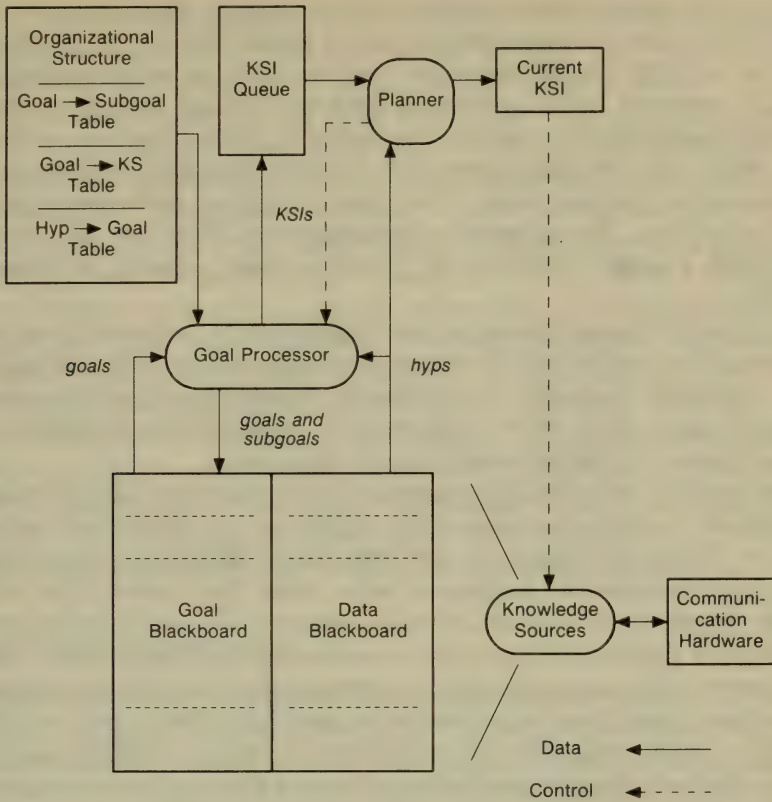 Organizational
Structure
Goal → Subgoal
Table
Goal → KS
Table
Hyp → Goal
Table
KSI
Queue
Planner
Current
KSI
KSIs
goals
Goal Processor
hyps
goals and
subgoals
Goal
Blackboard
Data
Blackboard
Knowledge
Sources
Communi-
cation
Hardware
Data
Control